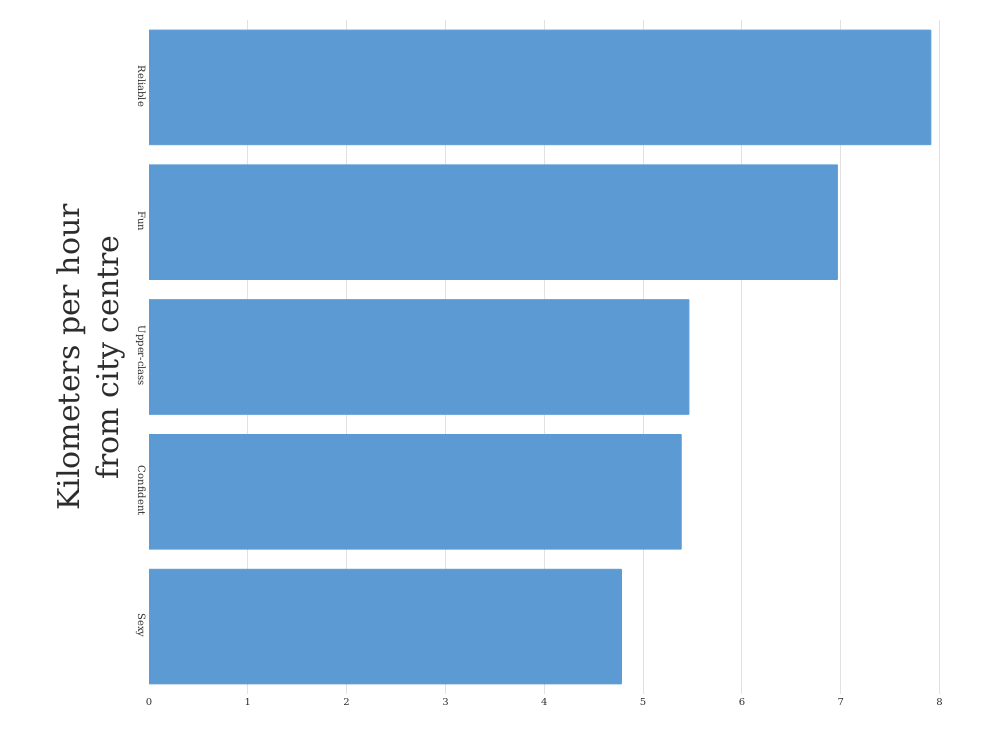 Kilometers per hour
from city centre
Reliable
Fun
Upper-class
Confident
Sexy
0 1 2 3 4 5 6 7 8